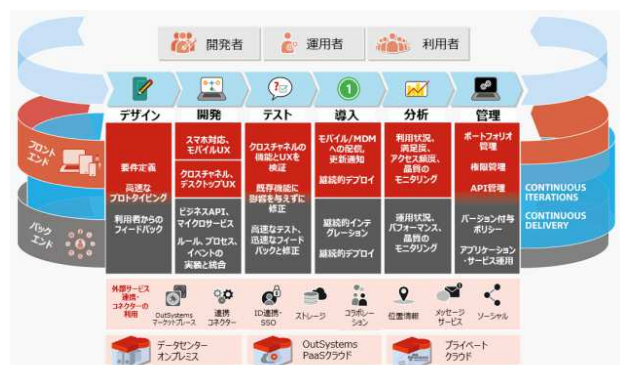 開発者
運用者
利用者
デザイン
開発
テスト
導入
分析
管理
フロント
エンド
バック
エンド
要件定義
高速な
プロトタイピング
利用者からの
フィードバック
スマホ対応、
モバイルUX
クロスチャネル、
デスクトップUX
ビジネスAPI、
マイクロサービス
ルール、プロセス、
イベントの
実装と統合
クロスチャネルの
機能とUXを
検証
既存機能に
影響を与えずに
修正
高速なテスト、
迅速なフィード
バックと修正
モバイル/MDM
への配信、
更新通知
継続的デプロイ
継続的インテ
グレーション
継続的デプロイ
利用状況、
満足度、
アクセス頻度、
品質の
モニタリング
運用状況、
パフォーマンス、
品質の
モニタリング
ポートフォリオ
管理
権限管理
API管理
バージョン付与
ポリシー
アプリケーション
・サービス運用
CONTINUOUS
ITERATIONS
CONTINUOUS
DELIVERY
外部サービス
連携・
コネクターの
利用
OutSystems
マーケットプレース
連携
コネクター
ID連携・
SSO
ストレージ
コラボレー
ション
位置情報
メッセージ
サービス
ソーシャル
データセンター
オンプレミス
OutSystems
PaaSクラウド
プライベート
クラウド